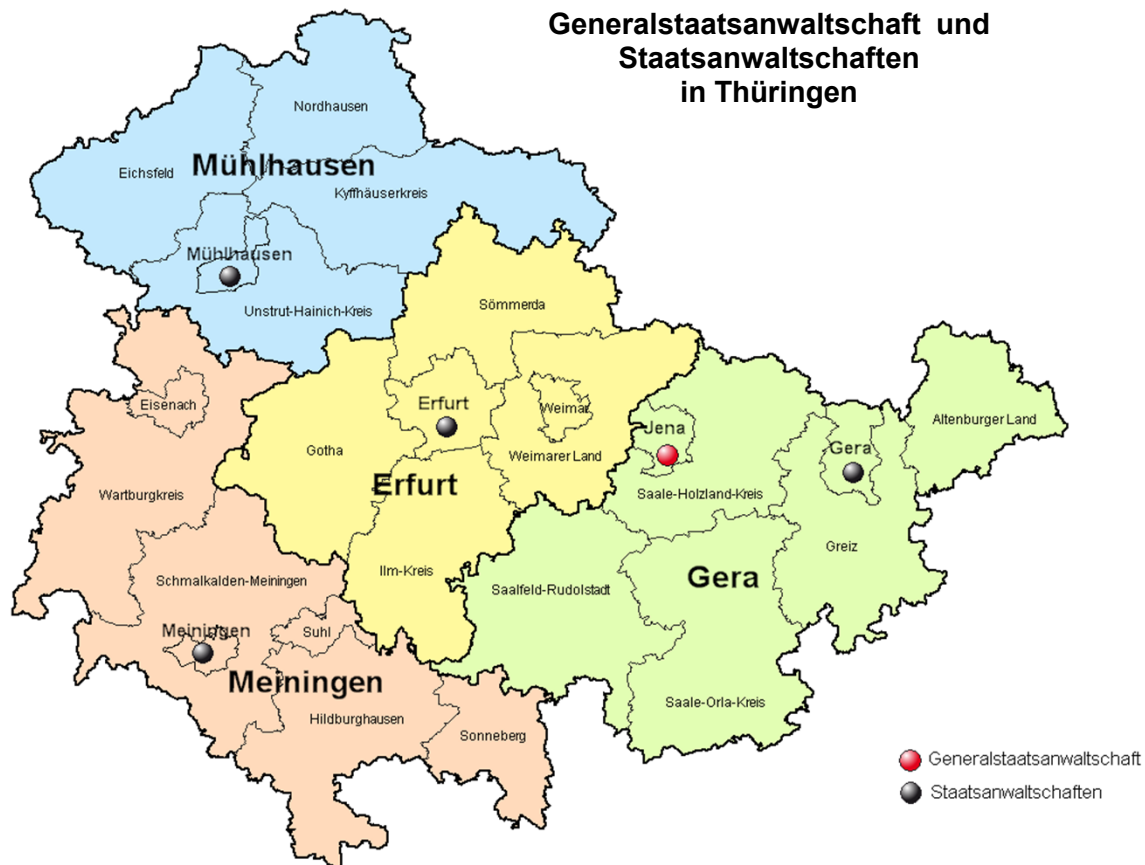 Generalstaatsanwaltschaft und
Staatsanwaltschaften
in Thüringen
Nordhausen
Eichsfeld
Mühlhausen
Kyffhäuserkreis
Mühlhausen
Unstrut-Hainich-Kreis
Sömmerda
Eisenach
Erfurt
Weimar
Altenburger Land
Jena
Gotha
Weimarer Land
Gera
Wartburgkreis
Erfurt
Saale-Holzland-Kreis
Greiz
Schmalkalden-Meiningen
Ilm-Kreis
Saalfeld-Rudolstadt
Gera
Meiningen
Suhl
Meiningen
Saale-Orla-Kreis
Hildburghausen
Sonneberg
Generalstaatsanwaltschaft
Staatsanwaltschaften